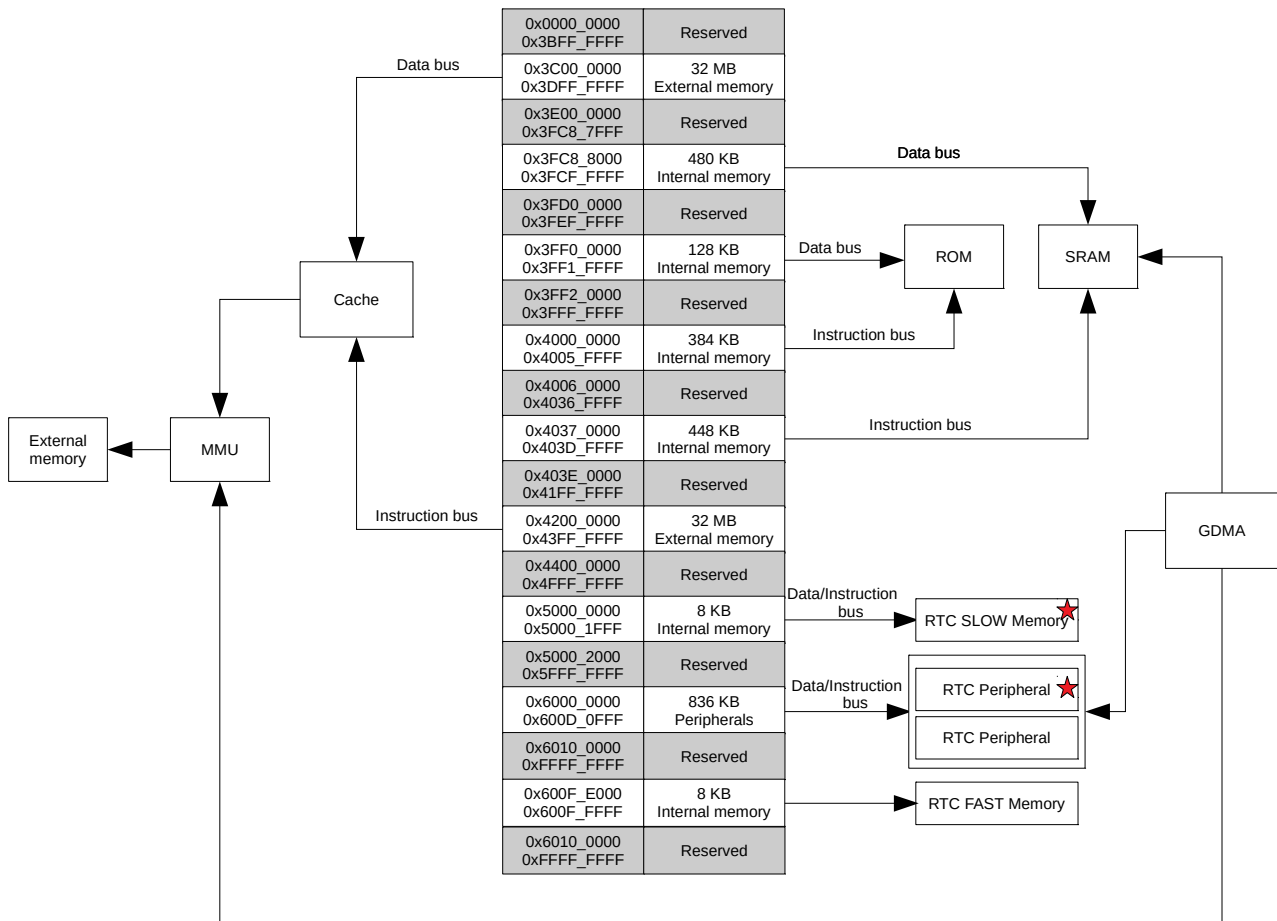 0x0000_0000
0x3BFF_FFFF
Reserved
Data bus
0x3C00_0000
0x3DFF_FFFF
32 MB
External memory
0x3E00_0000
0x3FC8_7FFF
Reserved
0x3FC8_8000
0x3FCF_FFFF
480 KB
Internal memory
Data bus
0x3FD0_0000
0x3FEF_FFFF
Reserved
0x3FF0_0000
0x3FF1_FFFF
128 KB
Internal memory
Data bus
ROM
SRAM
Cache
0x3FF2_0000
0x3FFF_FFFF
Reserved
0x4000_0000
0x4005_FFFF
384 KB
Internal memory
Instruction bus
0x4006_0000
0x4036_FFFF
Reserved
External
memory
MMU
0x4037_0000
0x403D_FFFF
448 KB
Internal memory
Instruction bus
0x403E_0000
0x41FF_FFFF
Reserved
Instruction bus
0x4200_0000
0x43FF_FFFF
32 MB
External memory
GDMA
0x4400_0000
0x4FFF_FFFF
Reserved
0x5000_0000
0x5000_1FFF
8 KB
Internal memory
Data/Instruction
bus
RTC SLOW Memory
0x5000_2000
0x5FFF_FFFF
Reserved
0x6000_0000
0x600D_0FFF
836 KB
Peripherals
Data/Instruction
bus
RTC Peripheral
RTC Peripheral
0x6010_0000
0xFFFF_FFFF
Reserved
0x600F_E000
0x600F_FFFF
8 KB
Internal memory
RTC FAST Memory
0x6010_0000
0xFFFF_FFFF
Reserved